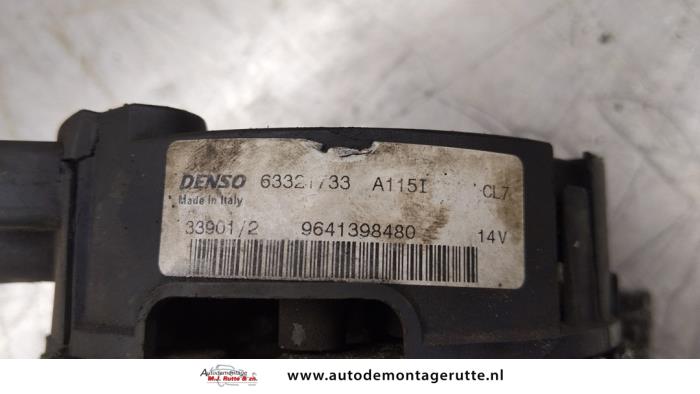 DENSO 63321733 A115I CL7
Made in Italy
33901/2 9641398480 14V
Autodemontage
M.J. Rutte & zn.
www.autodemontagerutte.nl